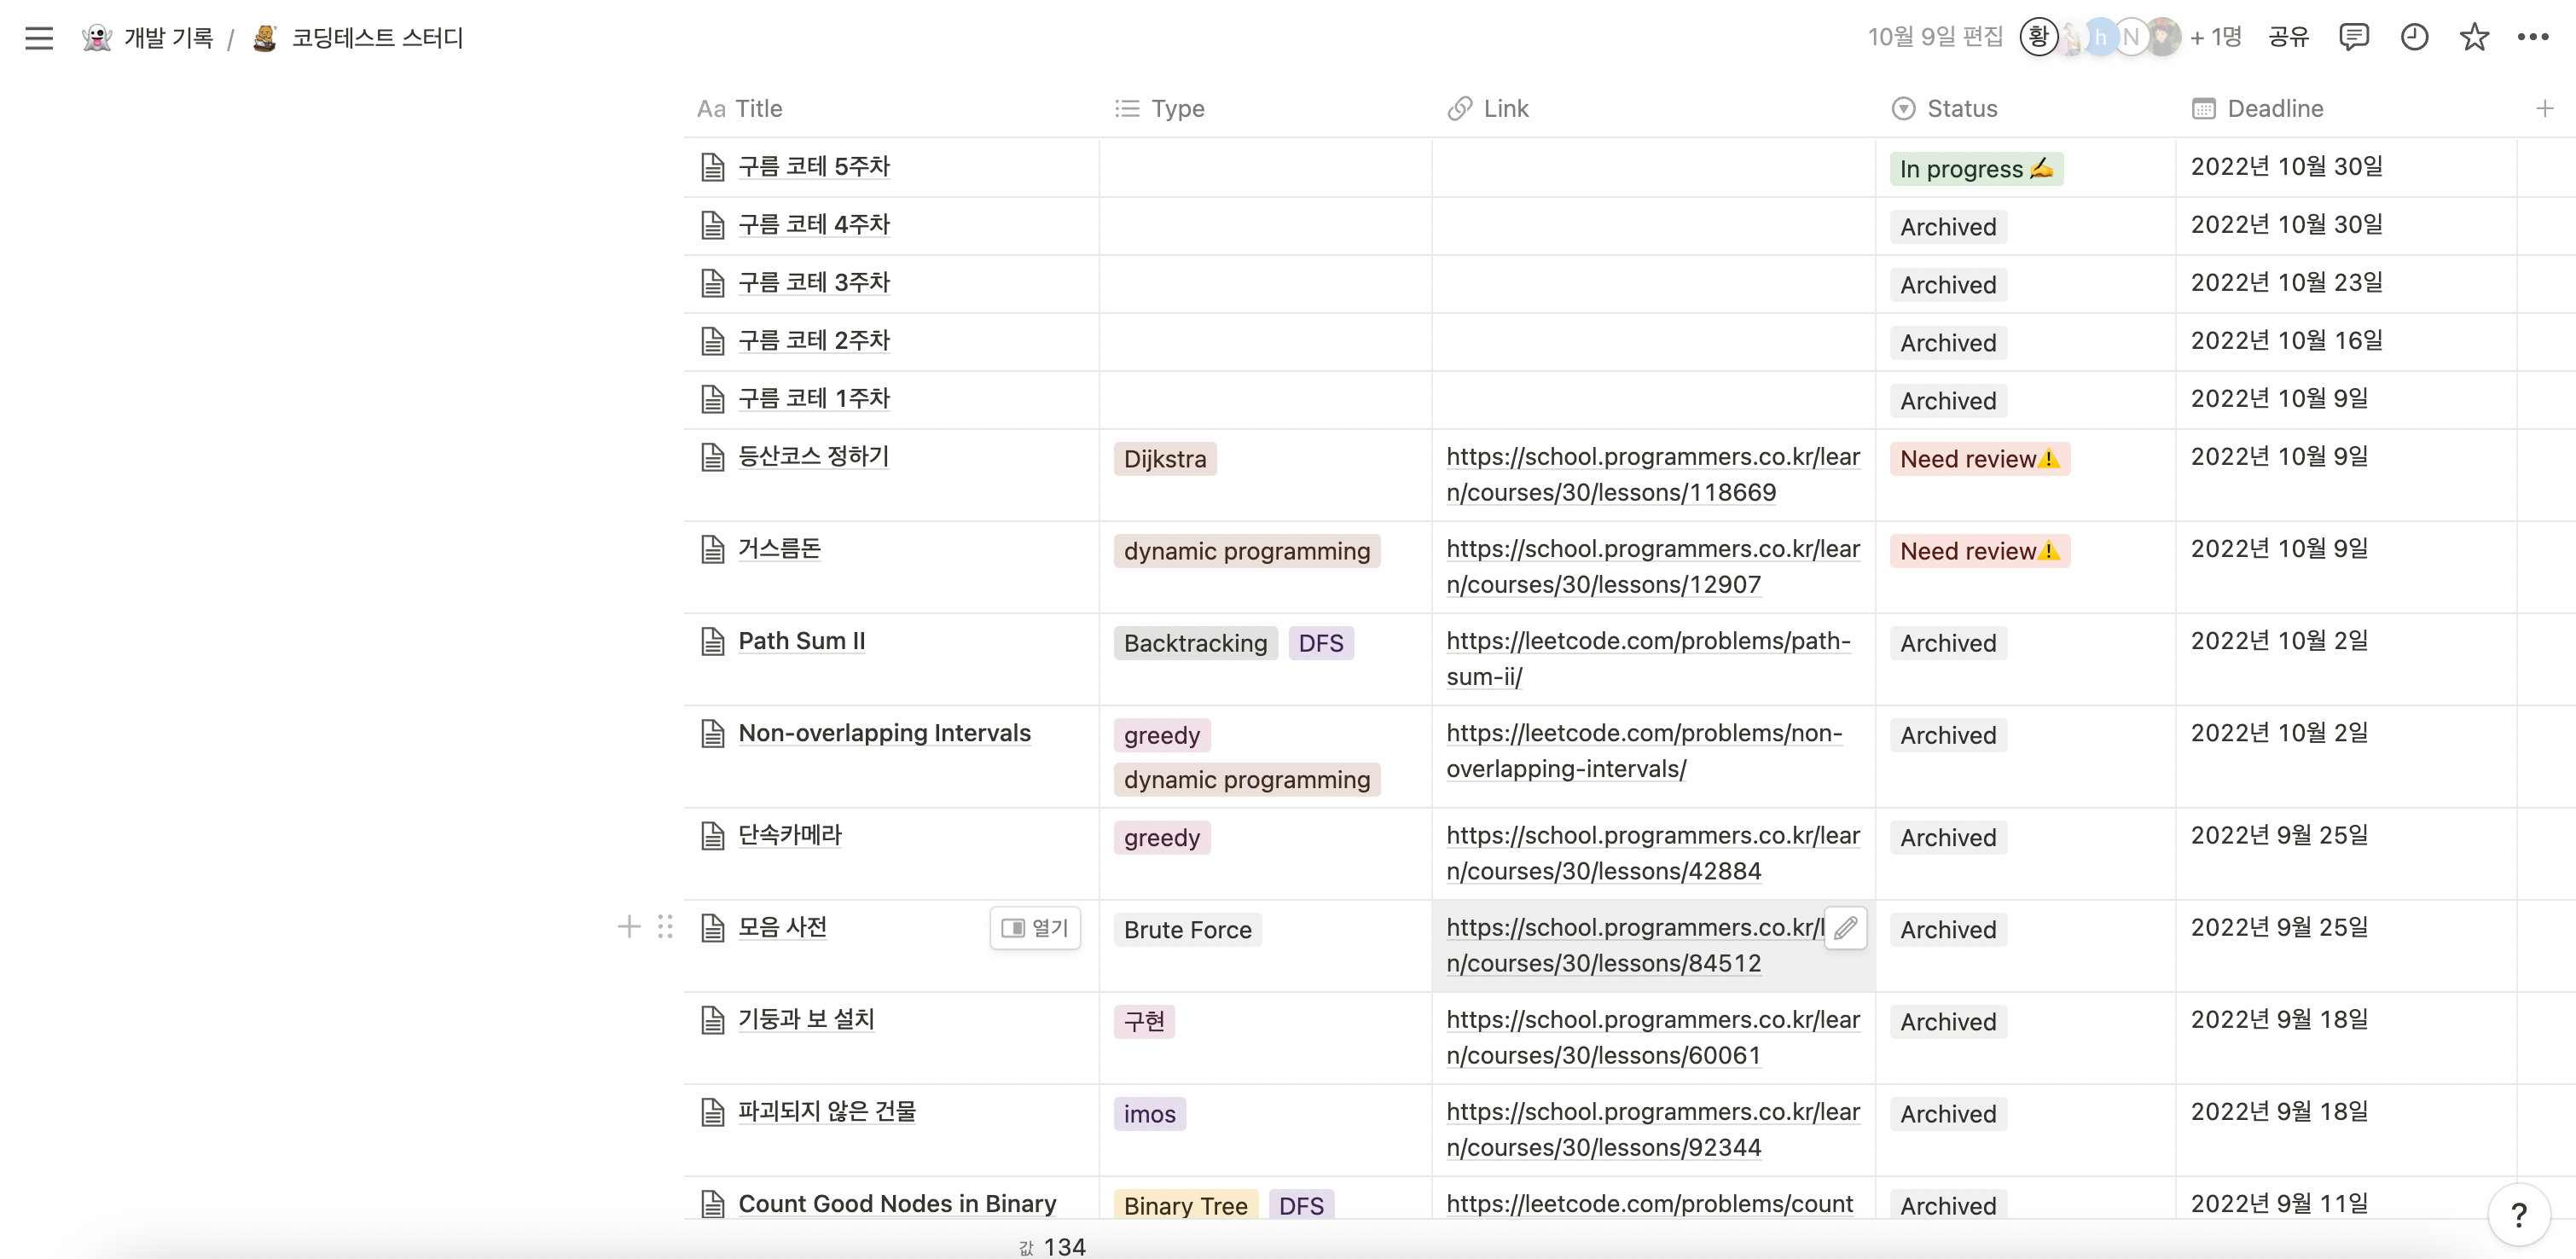 개발 기록 / 코딩테스트 스터디
10월 9일 편집 황 h N + 1명 공유
Aa Title Type Link Status Deadline
구름 코테 5주차 In progress ✍️ 2022년 10월 30일
구름 코테 4주차 Archived 2022년 10월 30일
구름 코테 3주차 Archived 2022년 10월 23일
구름 코테 2주차 Archived 2022년 10월 16일
구름 코테 1주차 Archived 2022년 10월 9일
등산코스 정하기 Dijkstra https://school.programmers.co.kr/lear Need review⚠️ 2022년 10월 9일
n/courses/30/lessons/118669
거스름돈 dynamic programming https://school.programmers.co.kr/lear Need review⚠️ 2022년 10월 9일
n/courses/30/lessons/12907
Path Sum II Backtracking DFS https://leetcode.com/problems/path- Archived 2022년 10월 2일
sum-ii/
Non-overlapping Intervals greedy https://leetcode.com/problems/non- Archived 2022년 10월 2일
dynamic programming overlapping-intervals/
단속카메라 greedy https://school.programmers.co.kr/lear Archived 2022년 9월 25일
n/courses/30/lessons/42884
모음 사전 열기 Brute Force https://school.programmers.co.kr/l Archived 2022년 9월 25일
n/courses/30/lessons/84512
기둥과 보 설치 구현 https://school.programmers.co.kr/lear Archived 2022년 9월 18일
n/courses/30/lessons/60061
파괴되지 않은 건물 imos https://school.programmers.co.kr/lear Archived 2022년 9월 18일
n/courses/30/lessons/92344
Count Good Nodes in Binary Binary Tree DFS https://leetcode.com/problems/count Archived 2022년 9월 11일
?
값 134